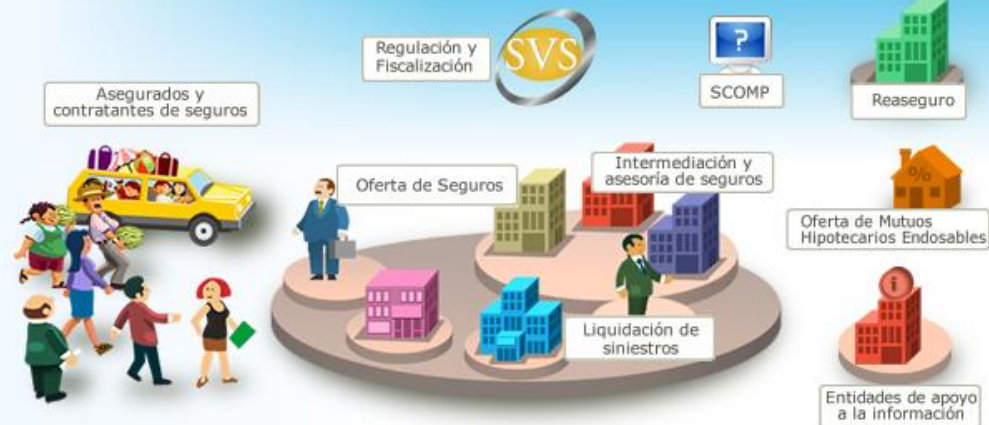 Regulación y
Fiscalización
SVS
?
SCOMP
Reaseguro
Asegurados y
contratantes de seguros
Oferta de Seguros
Intermediación y
asesoría de seguros
%
Oferta de Mutuos
Hipotecarios Endosables
Liquidación de
siniestros
i
Entidades de apoyo
a la información